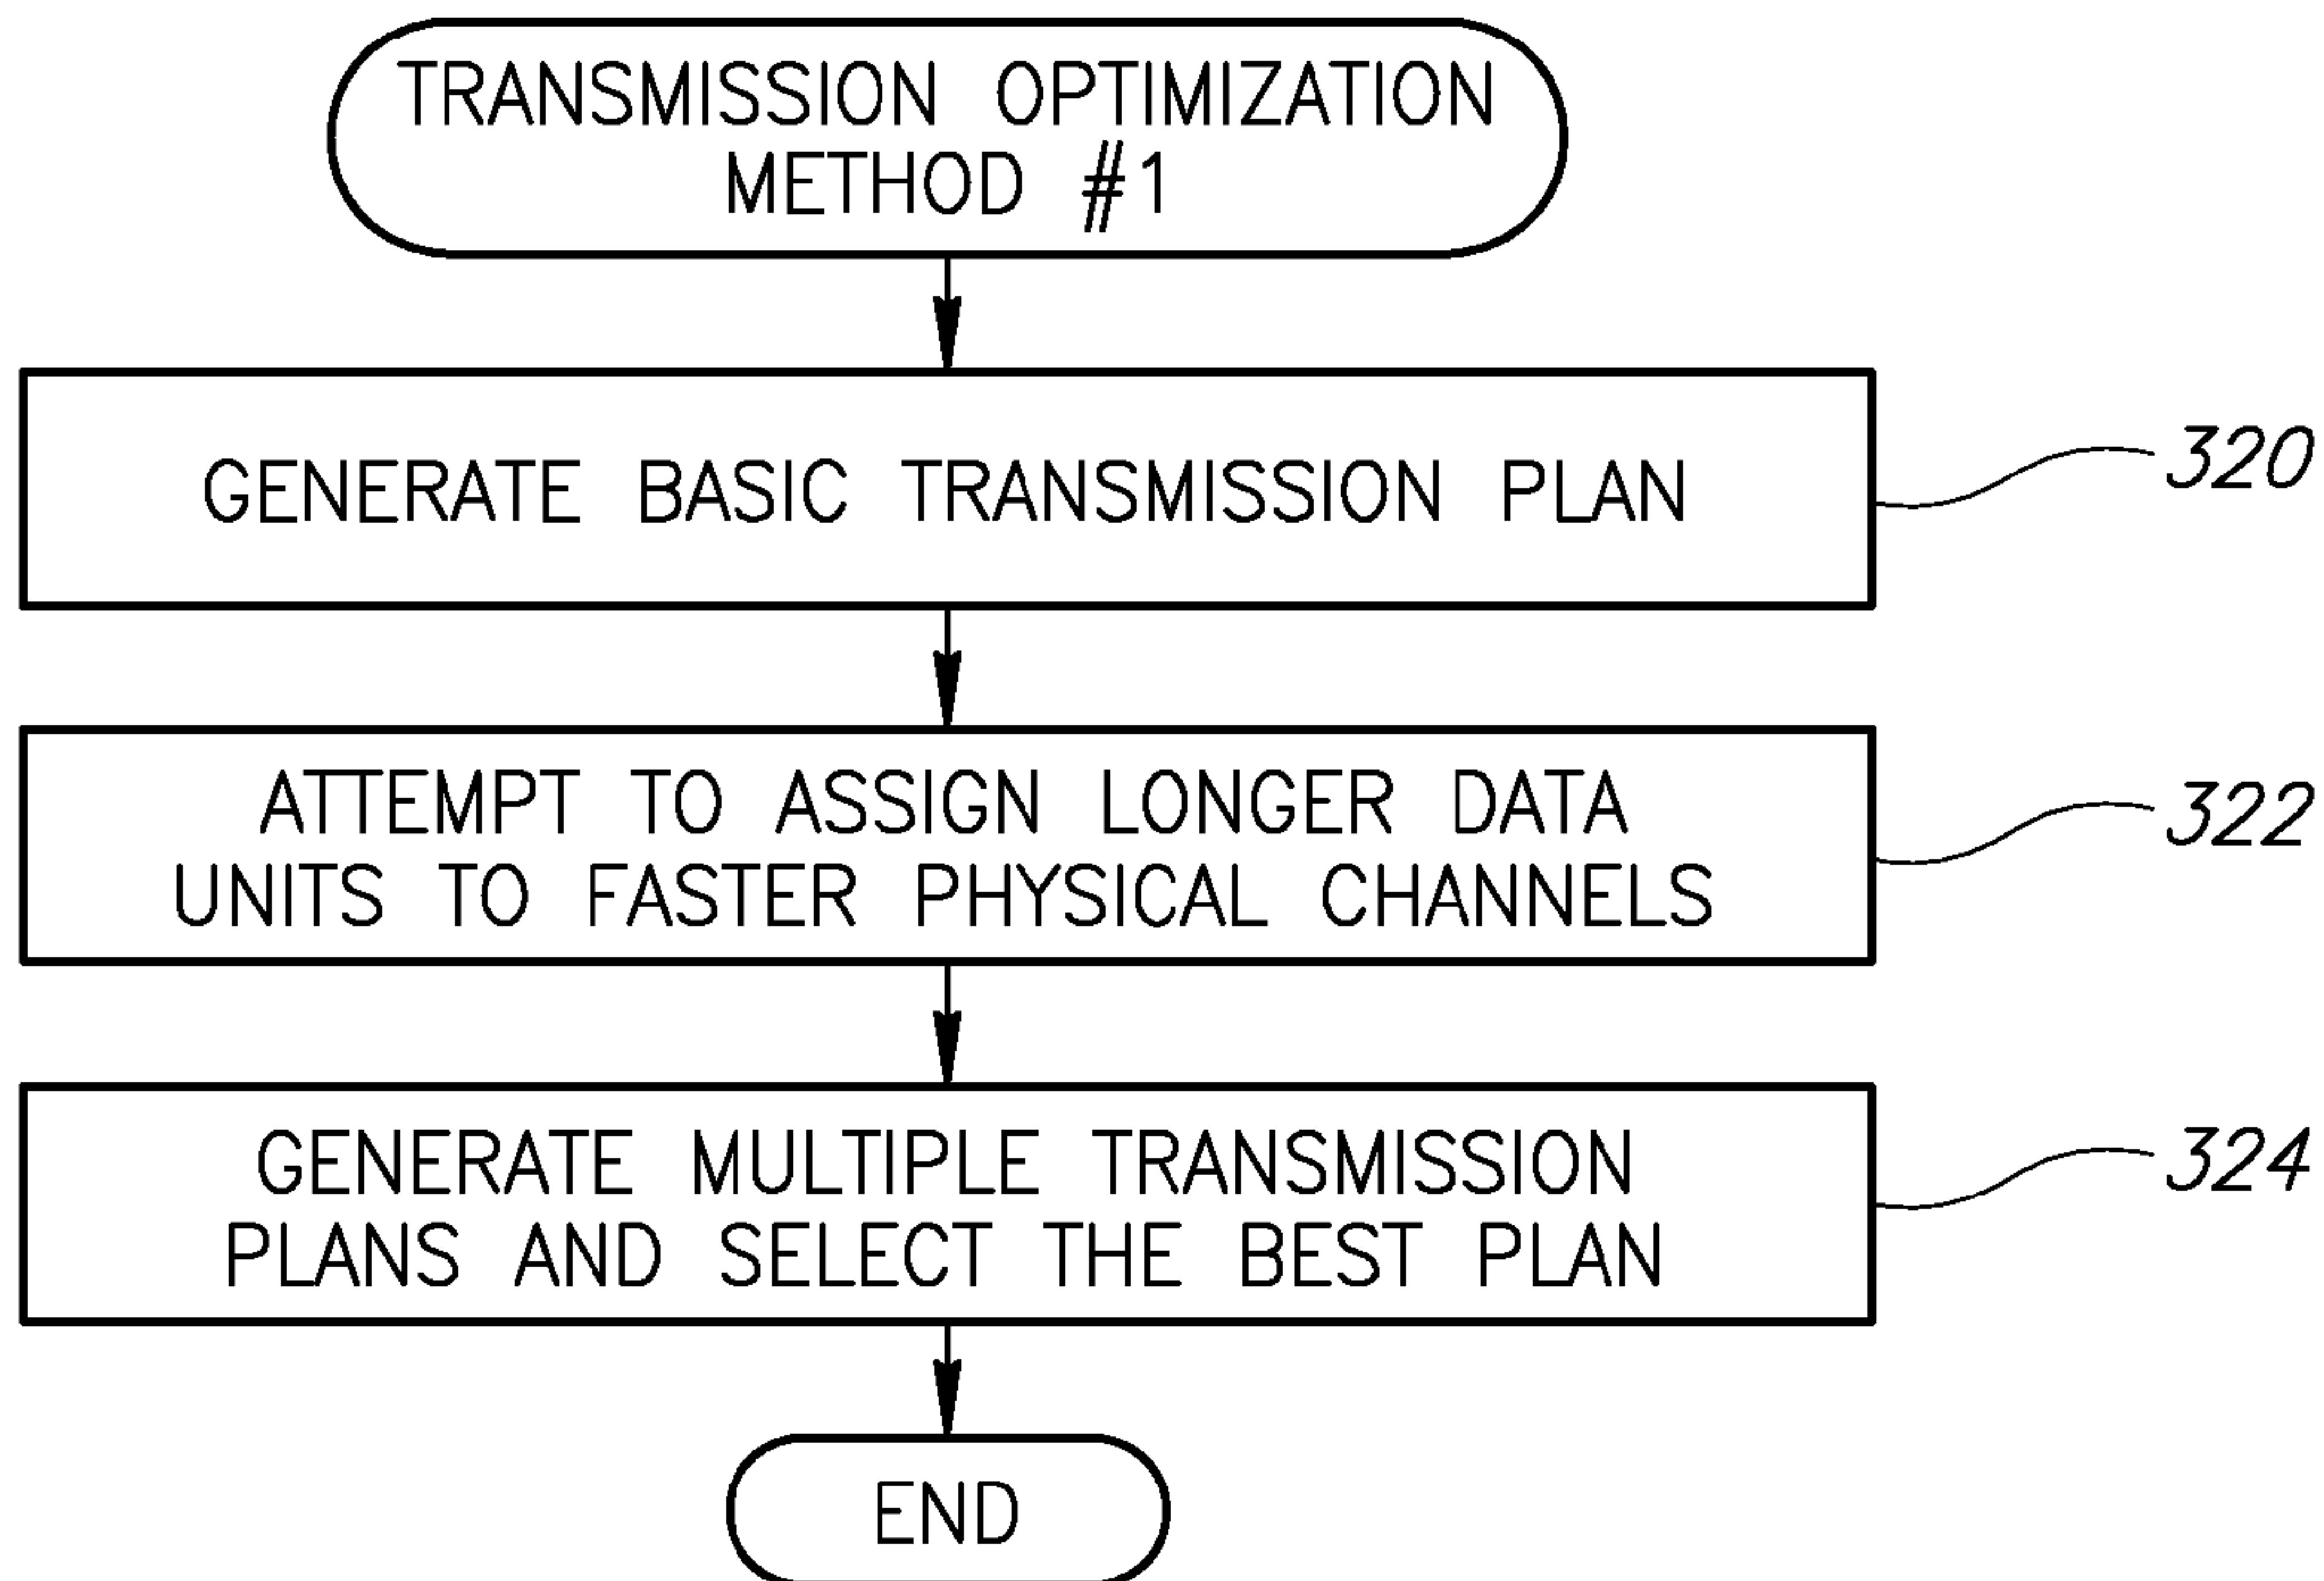 TRANSMISSION OPTIMIZATION
METHOD #1
GENERATE BASIC TRANSMISSION PLAN
320
ATTEMPT TO ASSIGN LONGER DATA
UNITS TO FASTER PHYSICAL CHANNELS
322
GENERATE MULTIPLE TRANSMISSION
PLANS AND SELECT THE BEST PLAN
324
END